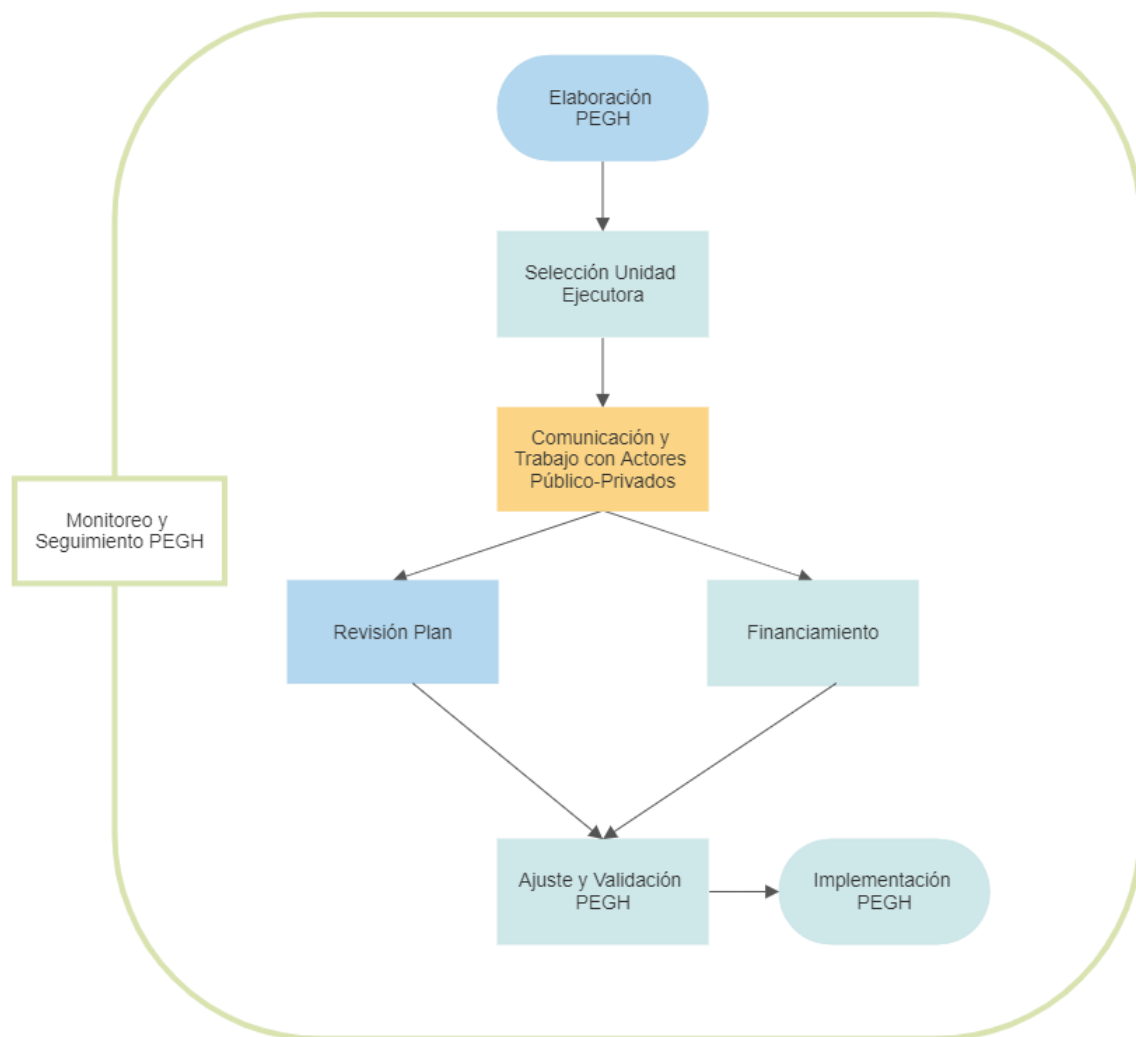 Elaboración
PEGH
Selección Unidad
Ejecutora
Comunicación y
Trabajo con Actores
Público-Privados
Monitoreo y
Seguimiento PEGH
Revisión Plan
Financiamiento
Ajuste y Validación
PEGH
Implementación
PEGH